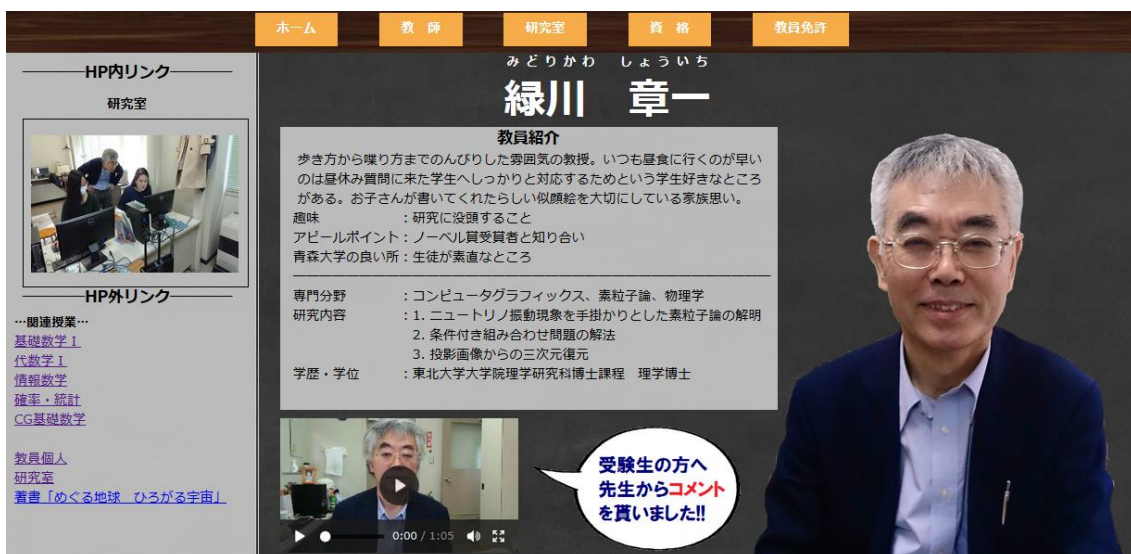 ホーム
教 師
研究室
資 格
教員免許
HP内リンク
研究室
HP外リンク
…関連授業…
基礎数学Ⅰ
代数学Ⅰ
情報数学
確率・統計
CG基礎数学
教員個人
研究室
著書「めぐる地球 ひろがる宇宙」
みどりかわ しょういち
緑川 章一
教員紹介
歩き方から喋り方までのんびりした雰囲気の教授。いつも昼食に行くのが早い
のは昼休み質問に来た学生へしっかりと対応するためという学生好きなところ
がある。お子さんが書いてくれたらしい似顔絵を大切にしている家族思い。
趣味 ：研究に没頭すること
アピールポイント：ノーベル賞受賞者と知り合い
青森大学の良い所：生徒が素直なところ
専門分野 ：コンピュータグラフィックス、素粒子論、物理学
研究内容 ：1. ニュートリノ振動現象を手掛かりとした素粒子論の解明
2. 条件付き組み合わせ問題の解法
3. 投影画像からの三次元復元
学歴・学位 ：東北大学大学院理学研究科博士課程 理学博士
0:00 / 1:05
受験生の方へ
先生からコメント
を貰いました!!